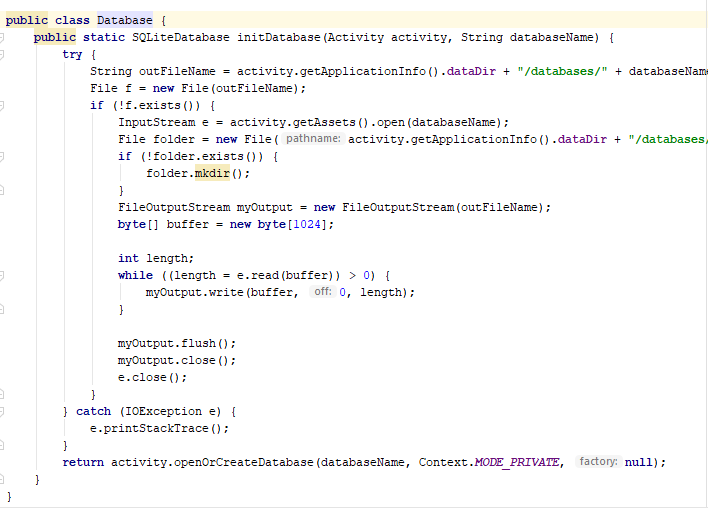 public class Database {
public static SQLiteDatabase initDatabase(Activity activity, String databaseName) {
try {
String outFileName = activity.getApplicationInfo().dataDir + "/databases/" + databaseName
File f = new File(outFileName);
if (!f.exists()) {
InputStream e = activity.getAssets().open(databaseName);
File folder = new File( pathname: activity.getApplicationInfo().dataDir + "/databases/
if (!folder.exists()) {
folder.mkdir();
}
FileOutputStream myOutput = new FileOutputStream(outFileName);
byte[] buffer = new byte[1024];
int length;
while ((length = e.read(buffer)) > 0) {
myOutput.write(buffer, off: 0, length);
}
myOutput.flush();
myOutput.close();
e.close();
}
} catch (IOException e) {
e.printStackTrace();
}
return activity.openOrCreateDatabase(databaseName, Context.MODE_PRIVATE, factory: null);
}
}